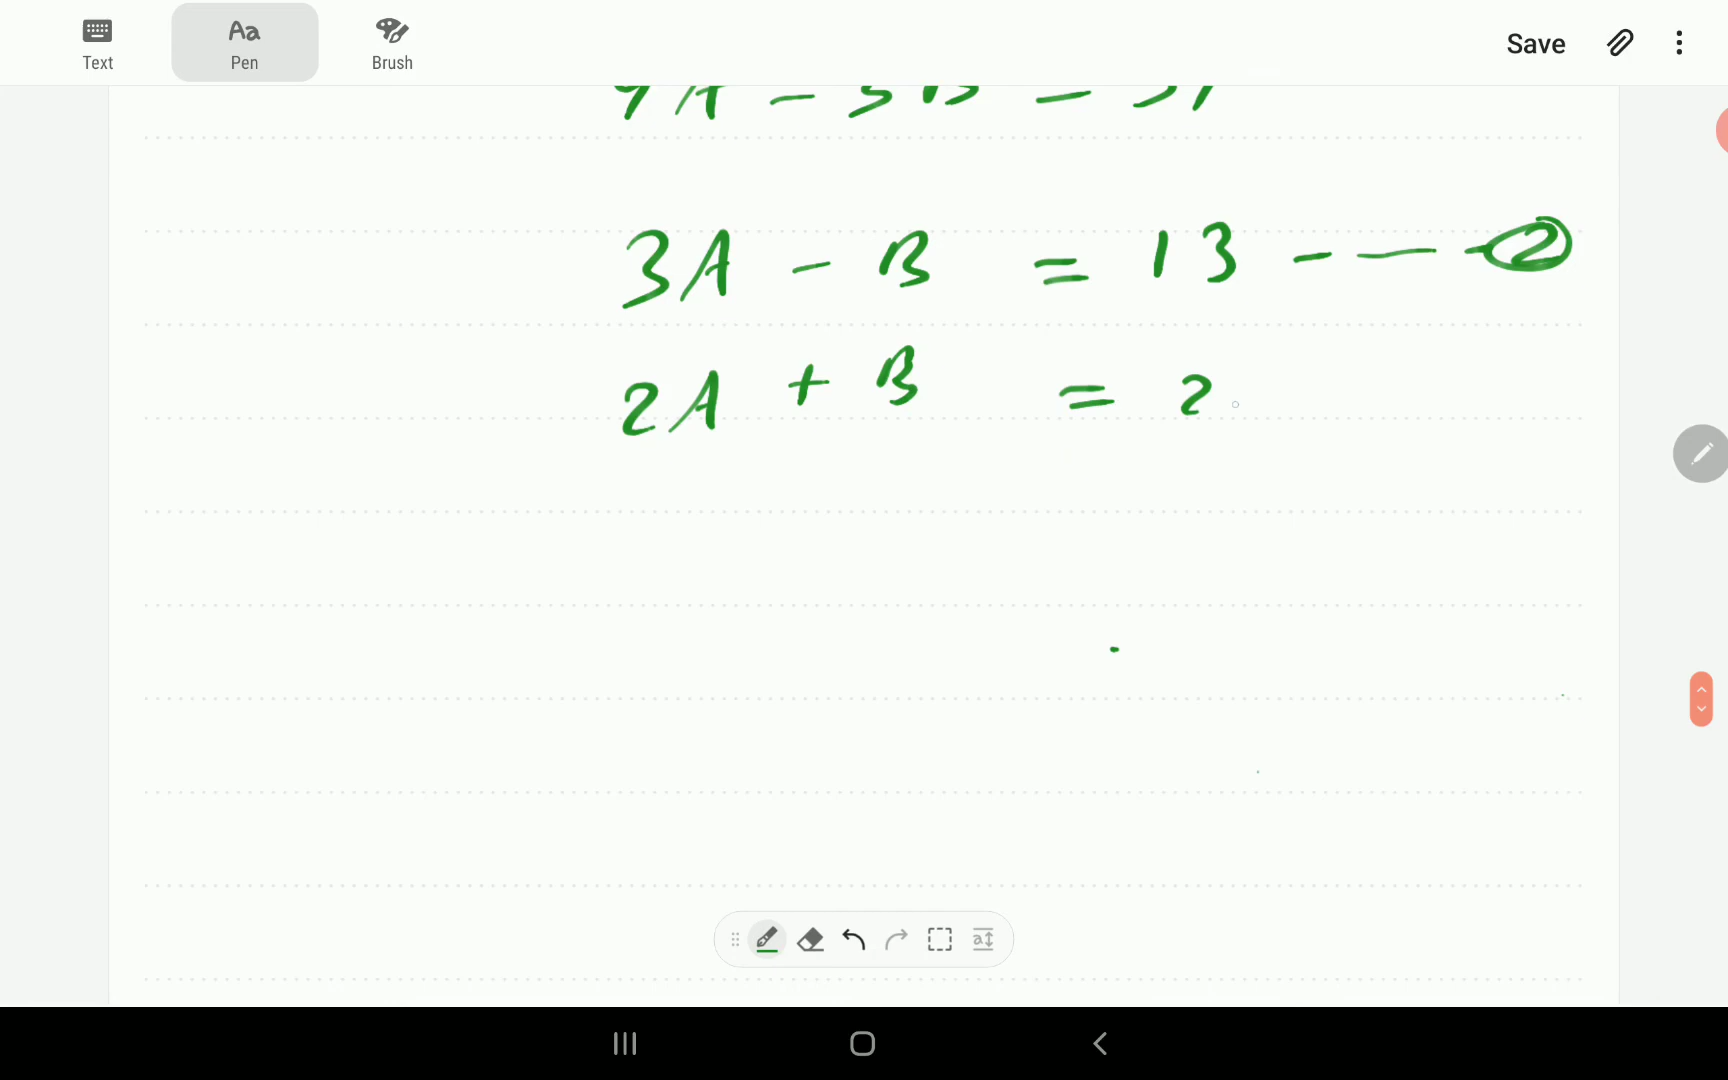 Text Pen Brush Save
3A - B = 13 - — - 2
2A + B = 2